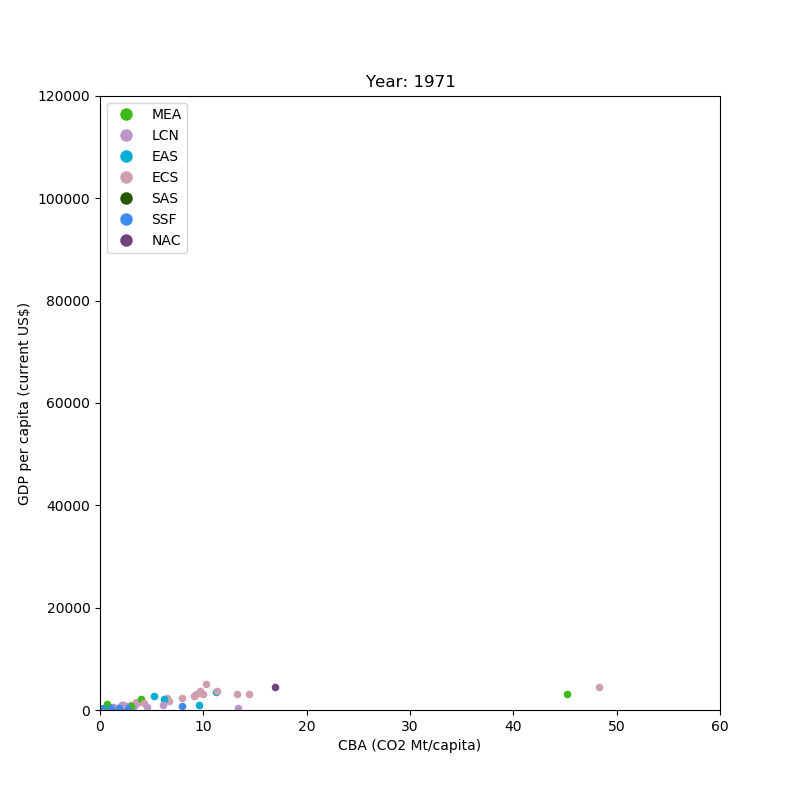 Year: 1971
GDP per capita (current US$)
120000
100000
80000
60000
40000
20000
0
MEA
LCN
EAS
ECS
SAS
SSF
NAC
0 10 20 30 40 50 60
CBA (CO2 Mt/capita)